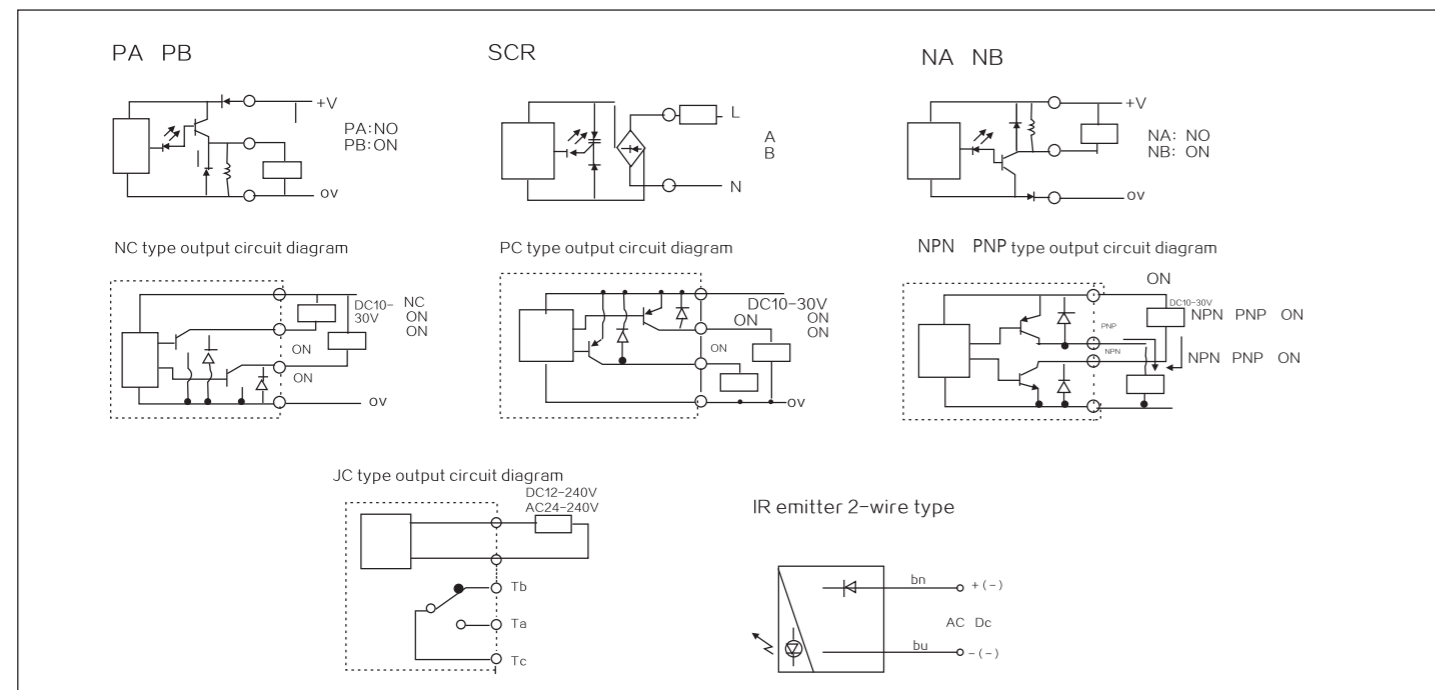 PA PB
+V
PA:NO
PB:ON
ov
SCR
L
A
B
N
NA NB
+V
NA: NO
NB: ON
ov
NC type output circuit diagram
DC10-30V
NC
ON
ON
ON
ON
ov
PC type output circuit diagram
DC10-30V
ON
ON
ON
ON
ov
NPN PNP type output circuit diagram
ON
DC10-30V
NPN PNP ON
PNP
NPN
NPN PNP ON
JC type output circuit diagram
DC12-240V
AC24-240V
Tb
Ta
Tc
IR emitter 2-wire type
bn
+(-)
AC Dc
bu
-(-)